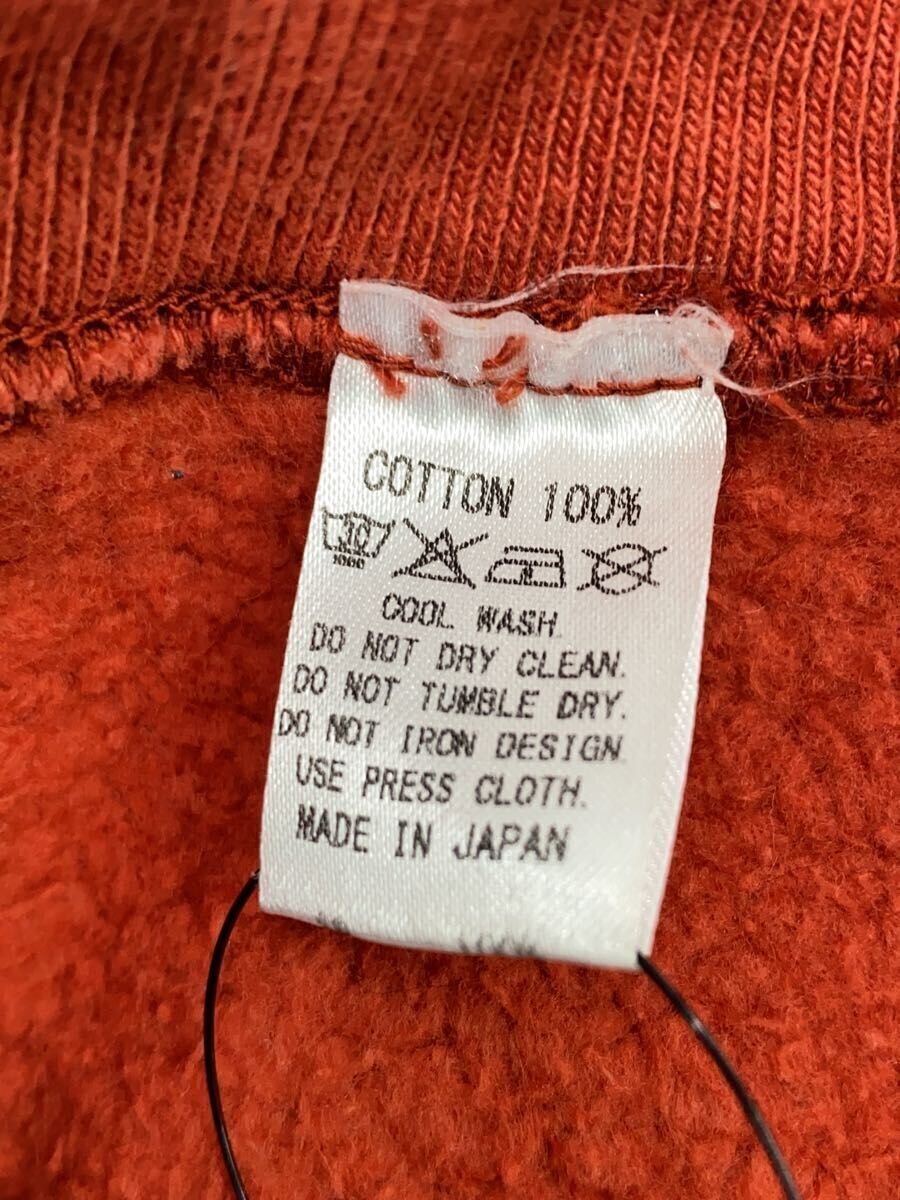 COTTON 100%
30
COOL WASH.
DO NOT DRY CLEAN.
DO NOT TUMBLE DRY.
DO NOT IRON DESIGN.
USE PRESS CLOTH.
MADE IN JAPAN